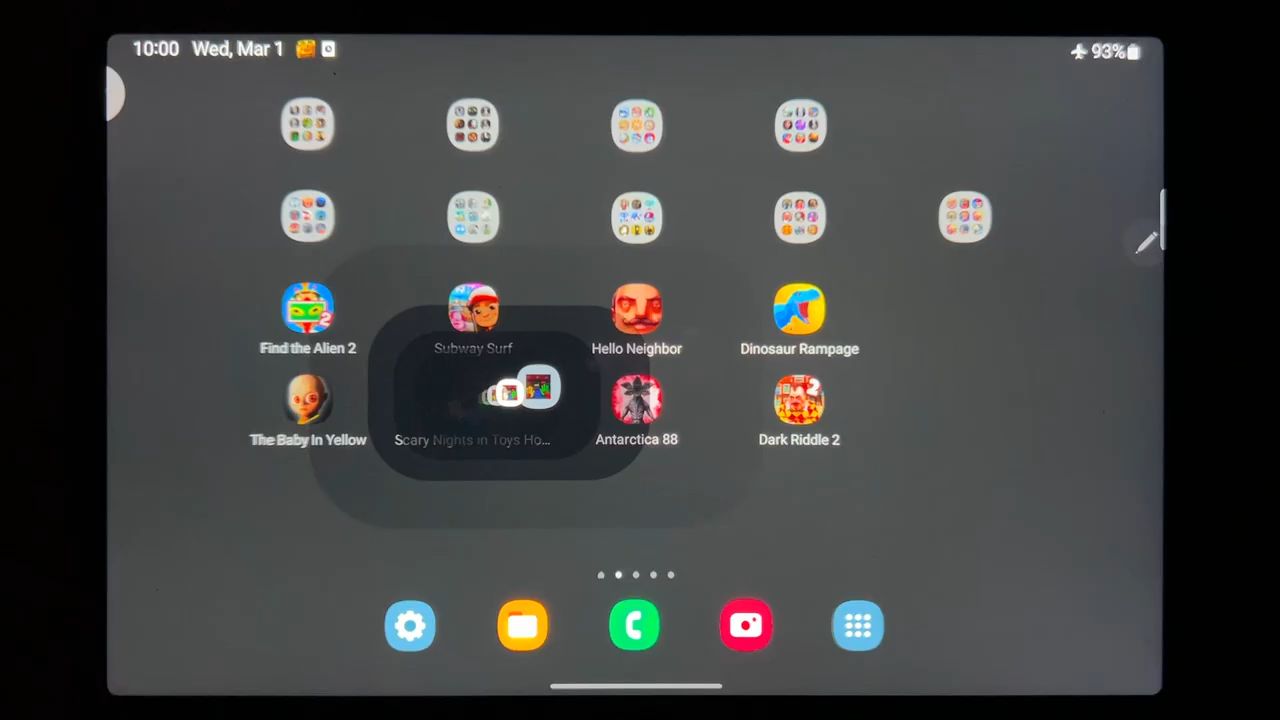 10:00 Wed, Mar 1 93%
Find the Alien 2
Subway Surf
Hello Neighbor
Dinosaur Rampage
The Baby In Yellow
Scary Nights in Toys Ho...
Antarctica 88
2
Dark Riddle 2